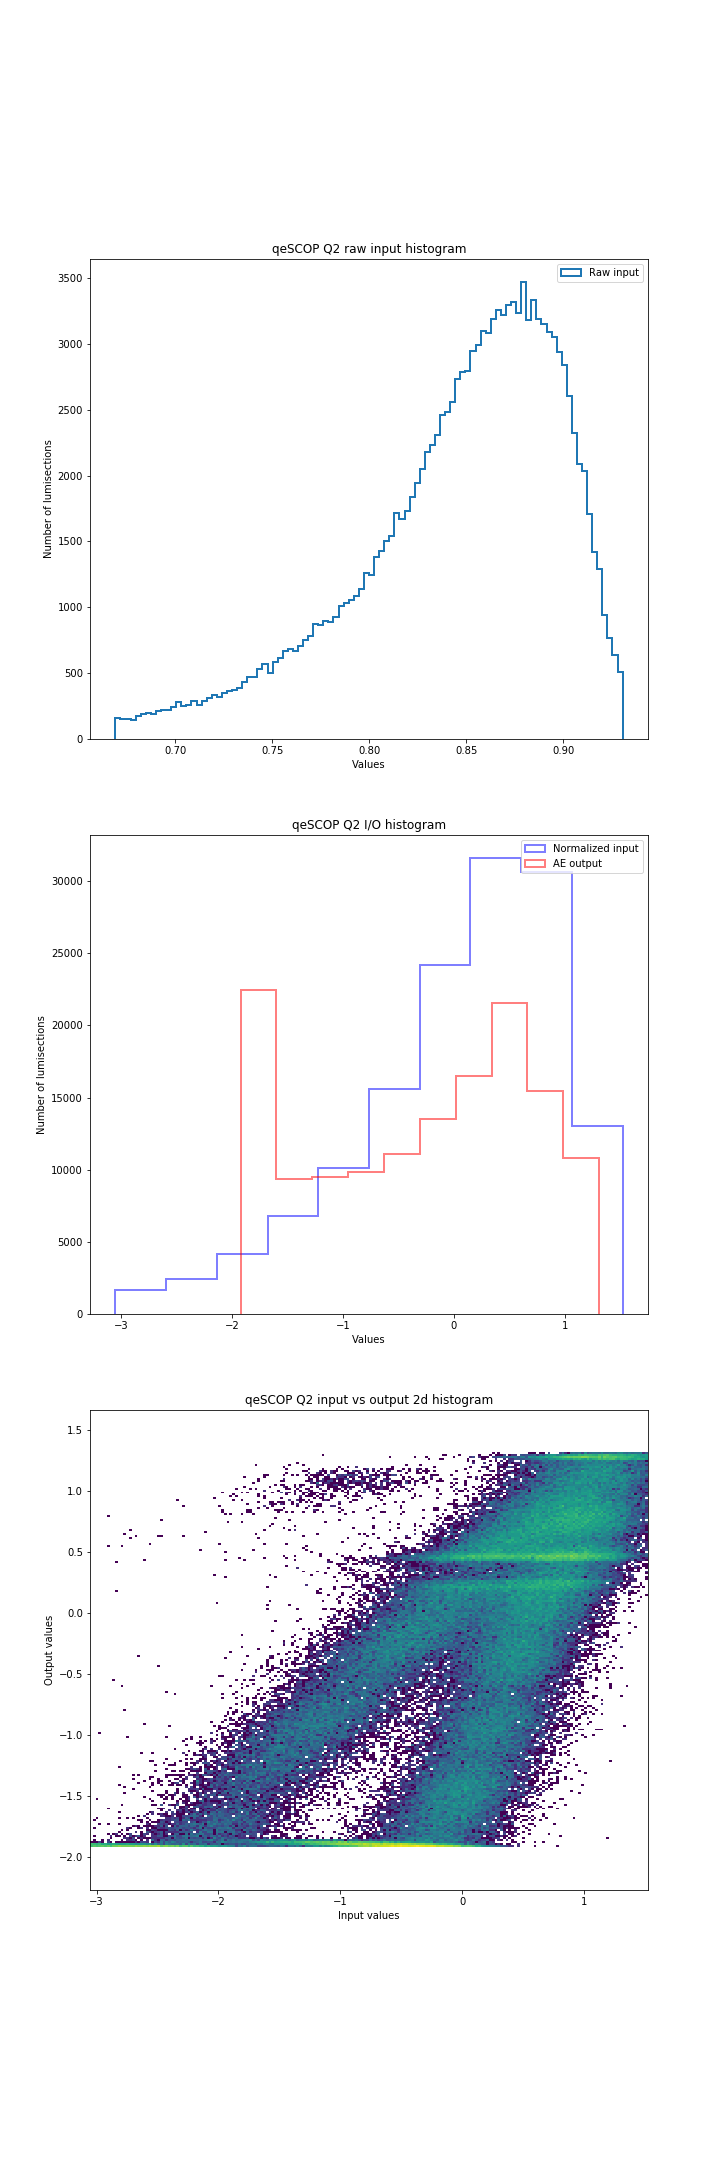 qeSCOP Q2 raw input histogram
Raw input
3500
3000
2500
2000
1500
1000
500
0
Number of lumisections
0.70 0.75 0.80 0.85 0.90
Values
qeSCOP Q2 I/O histogram
Normalized input
AE output
30000
25000
20000
15000
10000
5000
0
Number of lumisections
−3 −2 −1 0 1
Values
qeSCOP Q2 input vs output 2d histogram
1.5
1.0
0.5
0.0
−0.5
−1.0
−1.5
−2.0
Output values
−3 −2 −1 0 1
Input values